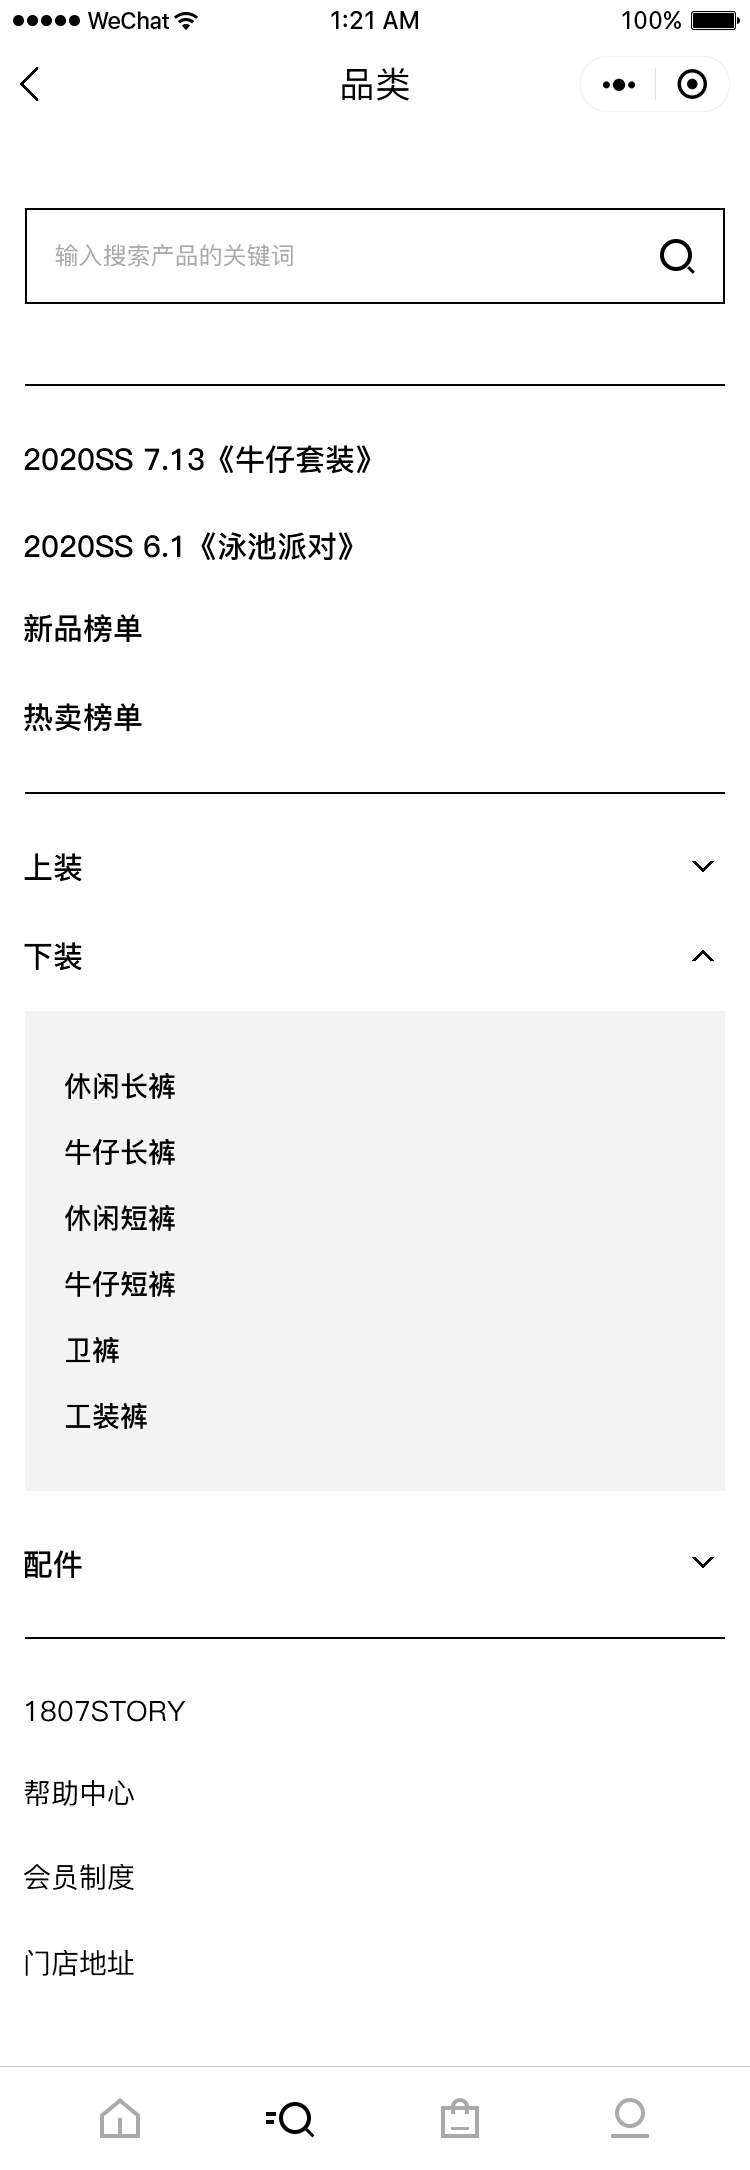 WeChat 1:21 AM 100%
品类
输入搜索产品的关键词
2020SS 7.13《牛仔套装》
2020SS 6.1《泳池派对》
新品榜单
热卖榜单
上装
下装
休闲长裤
牛仔长裤
休闲短裤
牛仔短裤
卫裤
工装裤
配件
1807STORY
帮助中心
会员制度
门店地址